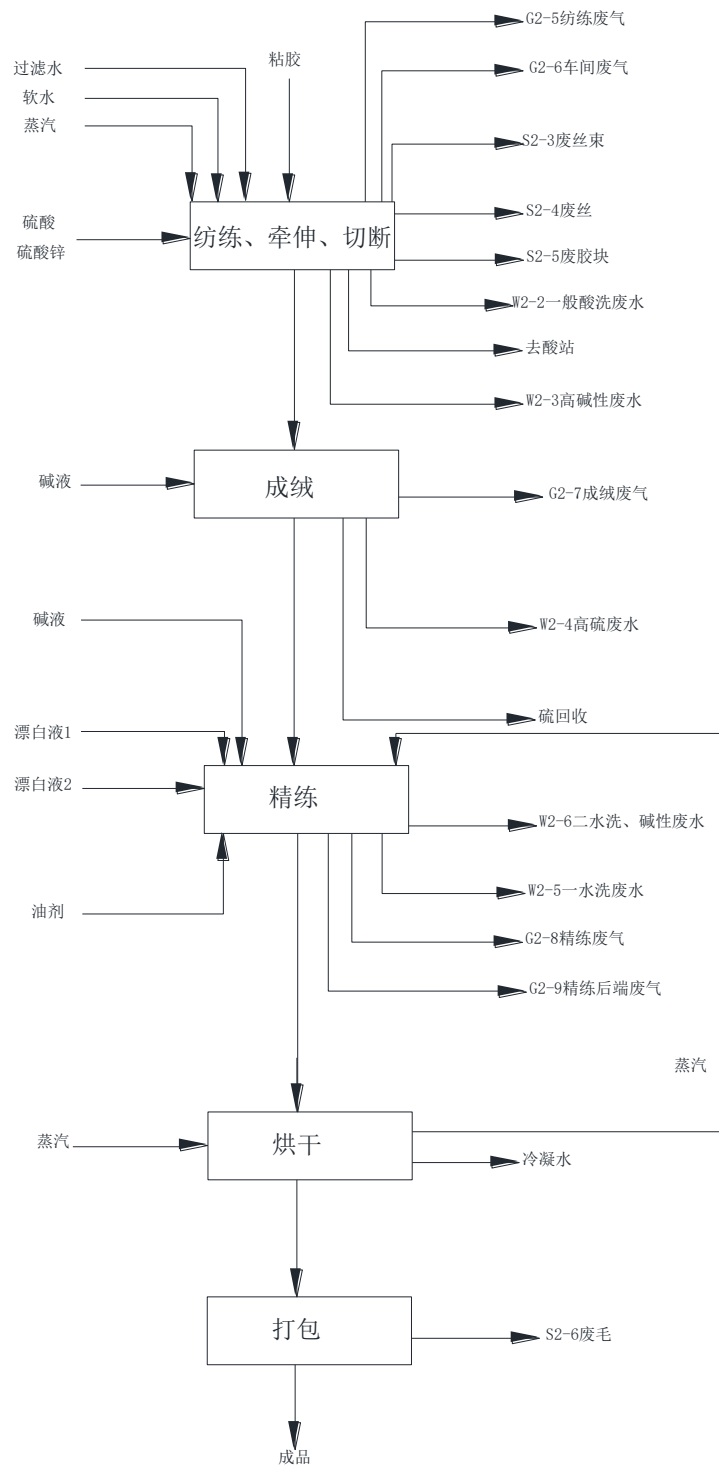 G2-5纺练废气
过滤水
粘胶
G2-6车间废气
软水
蒸汽
S2-3废丝束
硫酸
硫酸锌
纺练、牵伸、切断
S2-4废丝
S2-5废胶块
W2-2一般酸洗废水
去酸站
W2-3高碱性废水
碱液
成绒
G2-7成绒废气
碱液
W2-4高硫废水
硫回收
漂白液1
漂白液2
精练
W2-6二水洗、碱性废水
W2-5一水洗废水
油剂
G2-8精练废气
G2-9精练后端废气
蒸汽
蒸汽
烘干
冷凝水
打包
S2-6废毛
成品